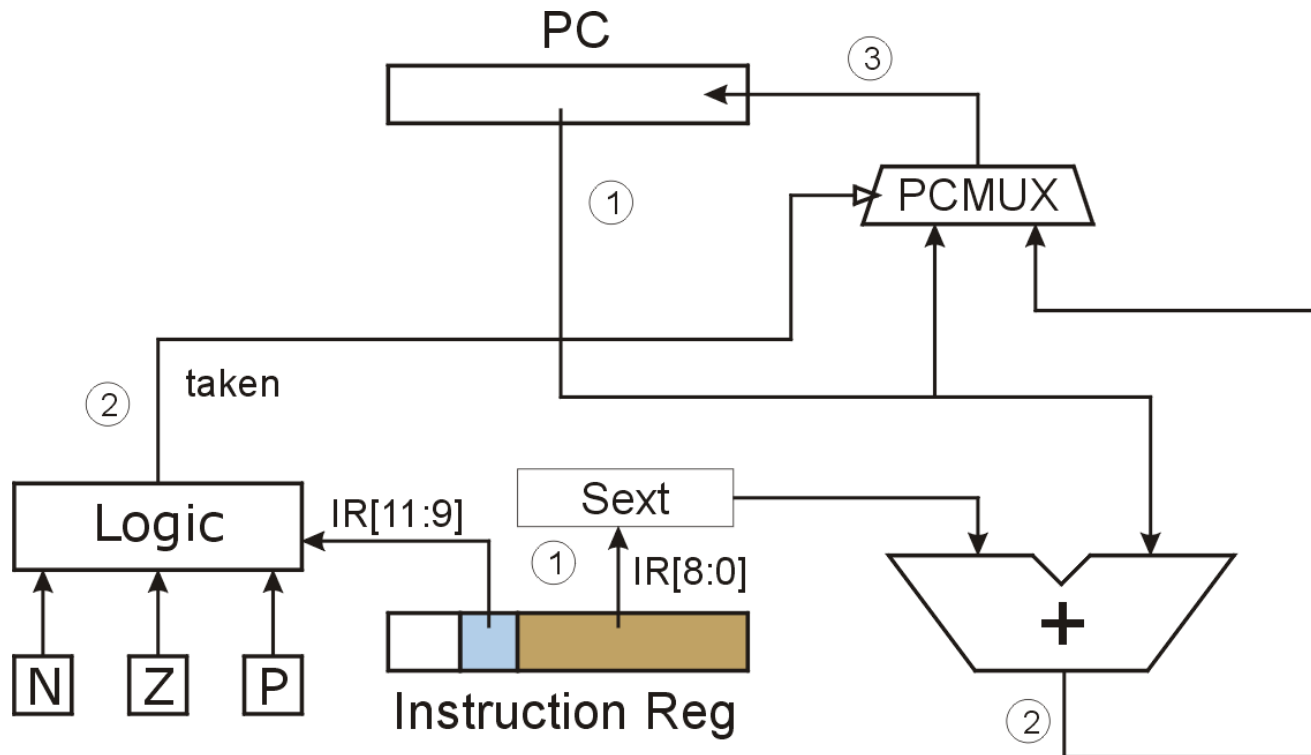 PC
3
1
PCMUX
2
taken
Logic
IR[11:9]
Sext
1
IR[8:0]
+
N
Z
P
Instruction Reg
2